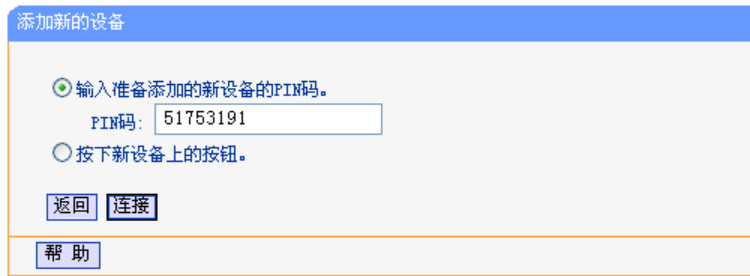 添加新的设备
输入准备添加的新设备的PIN码。
PIN码: 51753191
按下新设备上的按钮。
返回 连接
帮 助